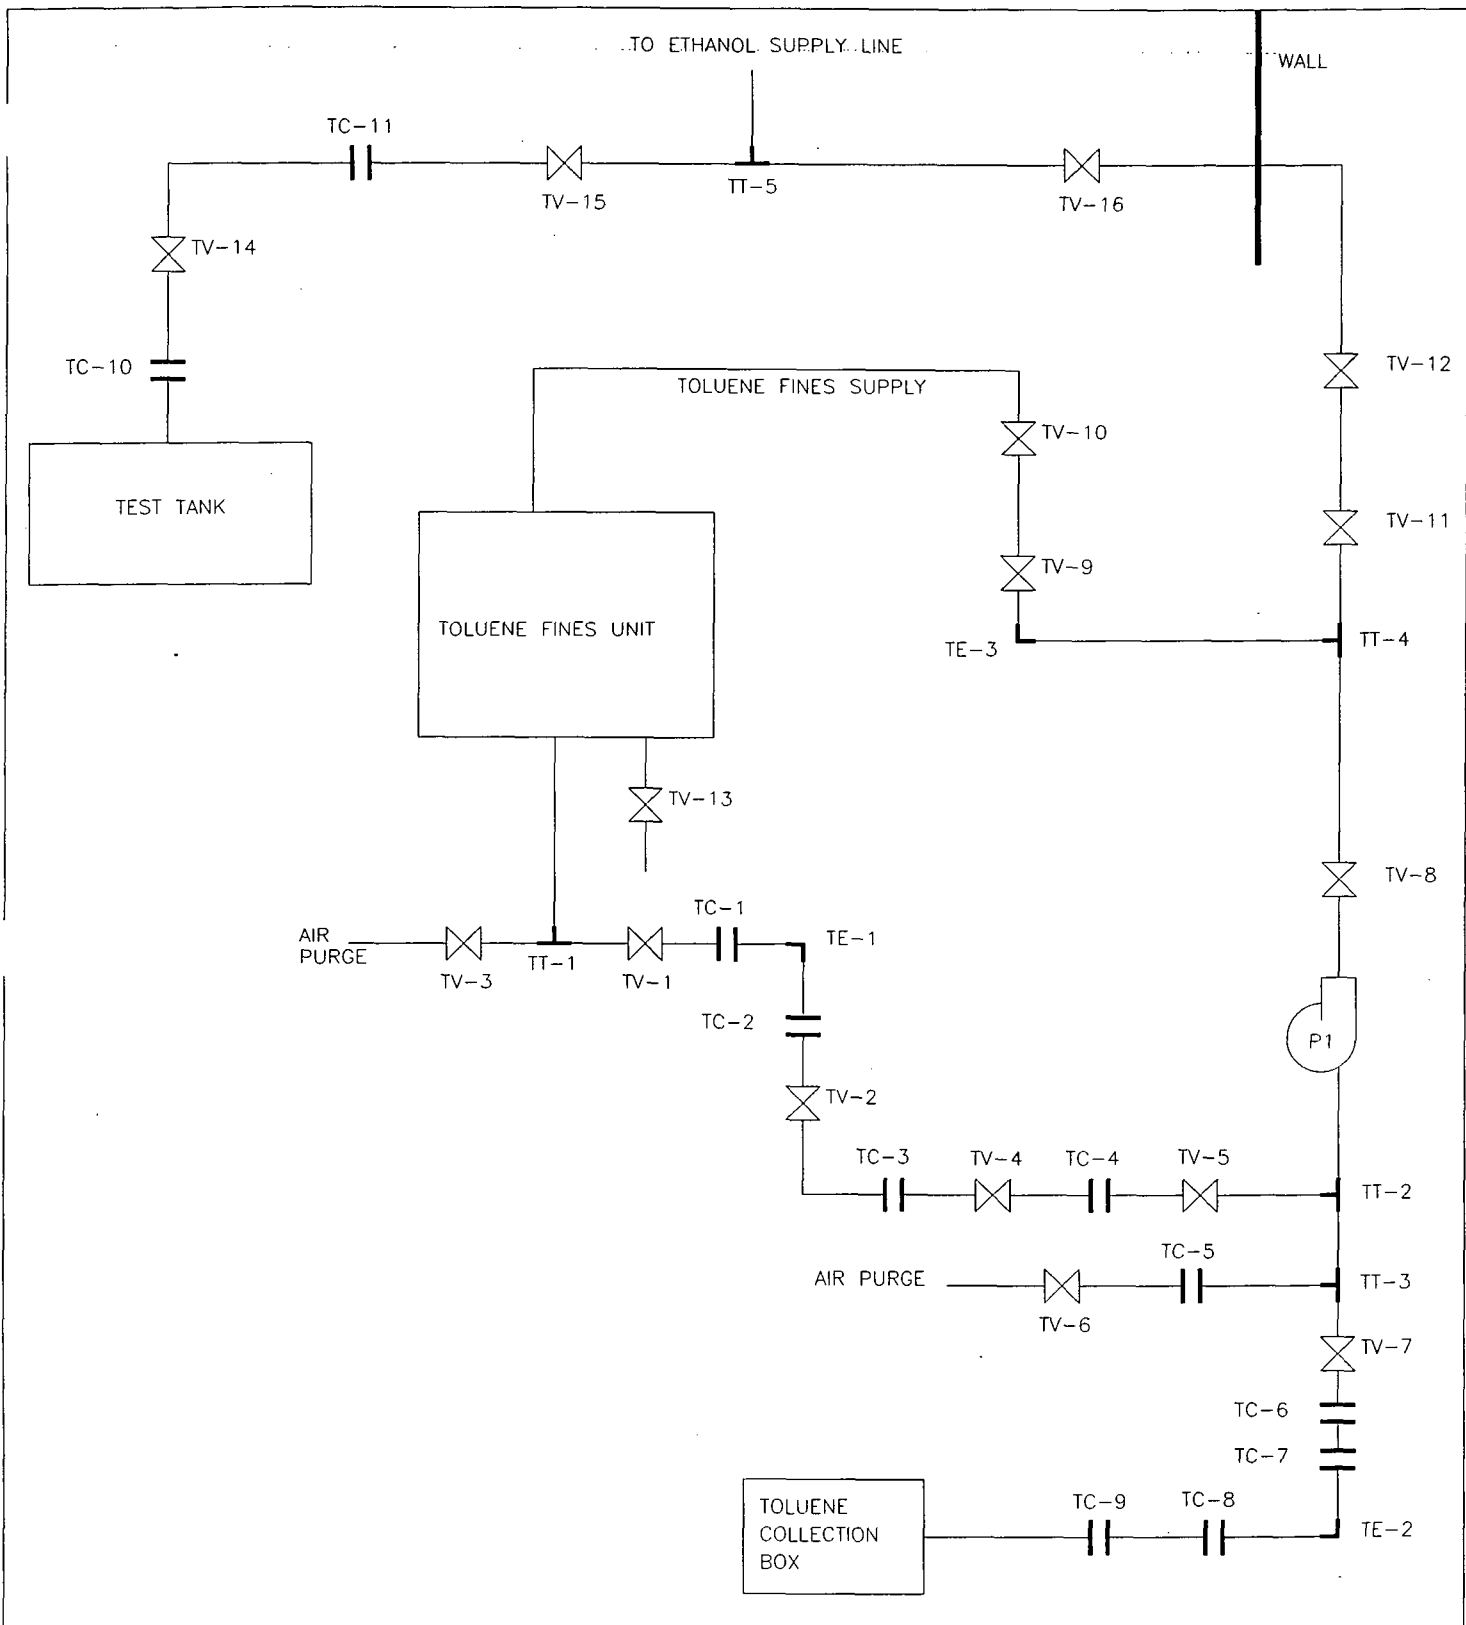 TO ETHANOL SUPPLY LINE
WALL
TC-11
TV-15
TT-5
TV-16
TV-14
TC-10
TEST TANK
TOLUENE FINES SUPPLY
TV-12
TV-10
TV-11
TV-9
TOLUENE FINES UNIT
TE-3
TT-4
TV-13
TV-8
TC-1
AIR
PURGE
TE-1
TV-3
TT-1
TV-1
TC-2
P1
TV-2
TC-3
TV-4
TC-4
TV-5
TT-2
TC-5
AIR PURGE
TT-3
TV-6
TV-7
TC-6
TC-7
TOLUENE
COLLECTION
BOX
TC-9
TC-8
TE-2